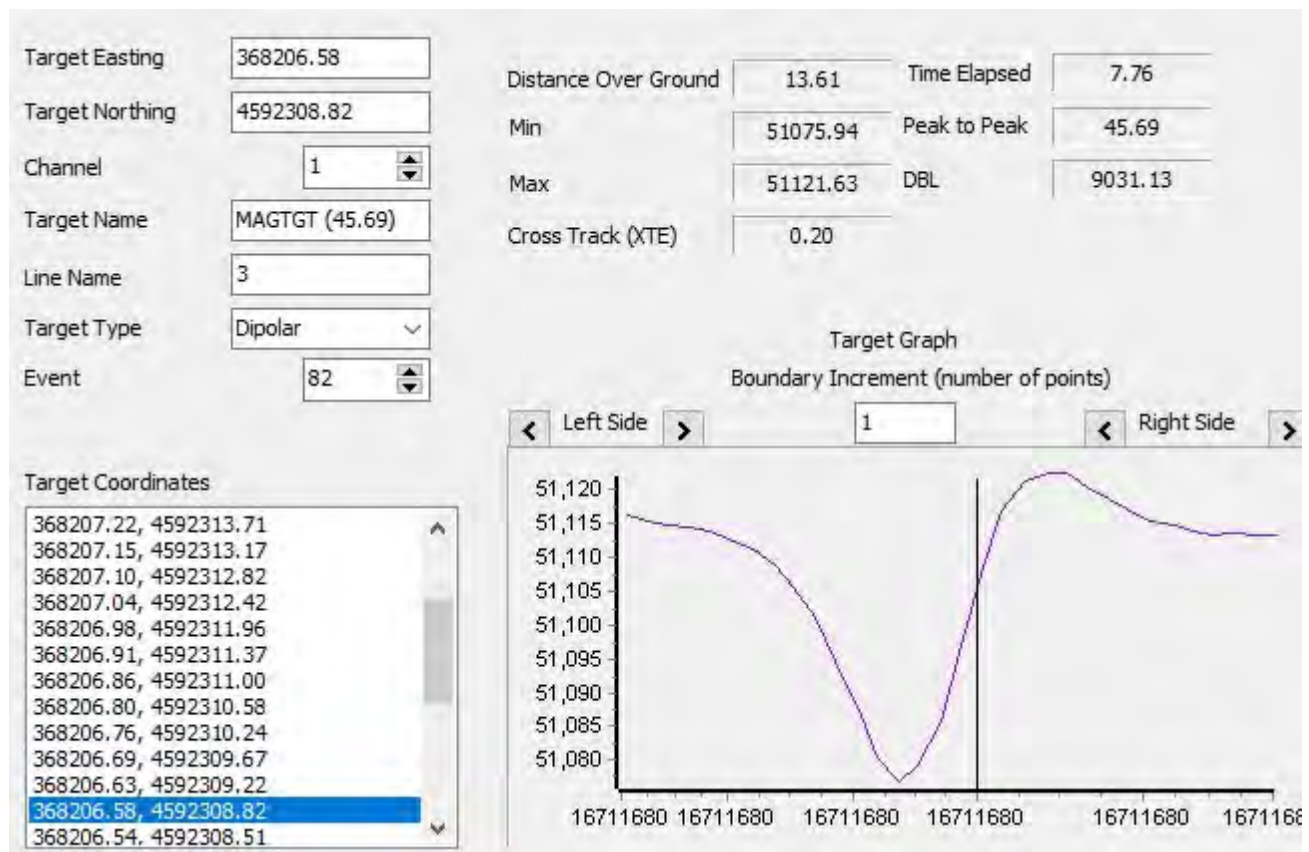 Target Easting 368206.58
Target Northing 4592308.82
Channel 1
Target Name MAGTGT (45.69)
Line Name 3
Target Type Dipolar
Event 82
Distance Over Ground 13.61 Time Elapsed 7.76
Min 51075.94 Peak to Peak 45.69
Max 51121.63 DBL 9031.13
Cross Track (XTE) 0.20
Target Graph
Boundary Increment (number of points)
Left Side 1 Right Side
Target Coordinates
368207.22, 4592313.71
368207.15, 4592313.17
368207.10, 4592312.82
368207.04, 4592312.42
368206.98, 4592311.96
368206.91, 4592311.37
368206.86, 4592311.00
368206.80, 4592310.58
368206.76, 4592310.24
368206.69, 4592309.67
368206.63, 4592309.22
368206.58, 4592308.82
368206.54, 4592308.51
51,120
51,115
51,110
51,105
51,100
51,095
51,090
51,085
51,080
16711680 16711680 16711680 16711680 16711680 1671168